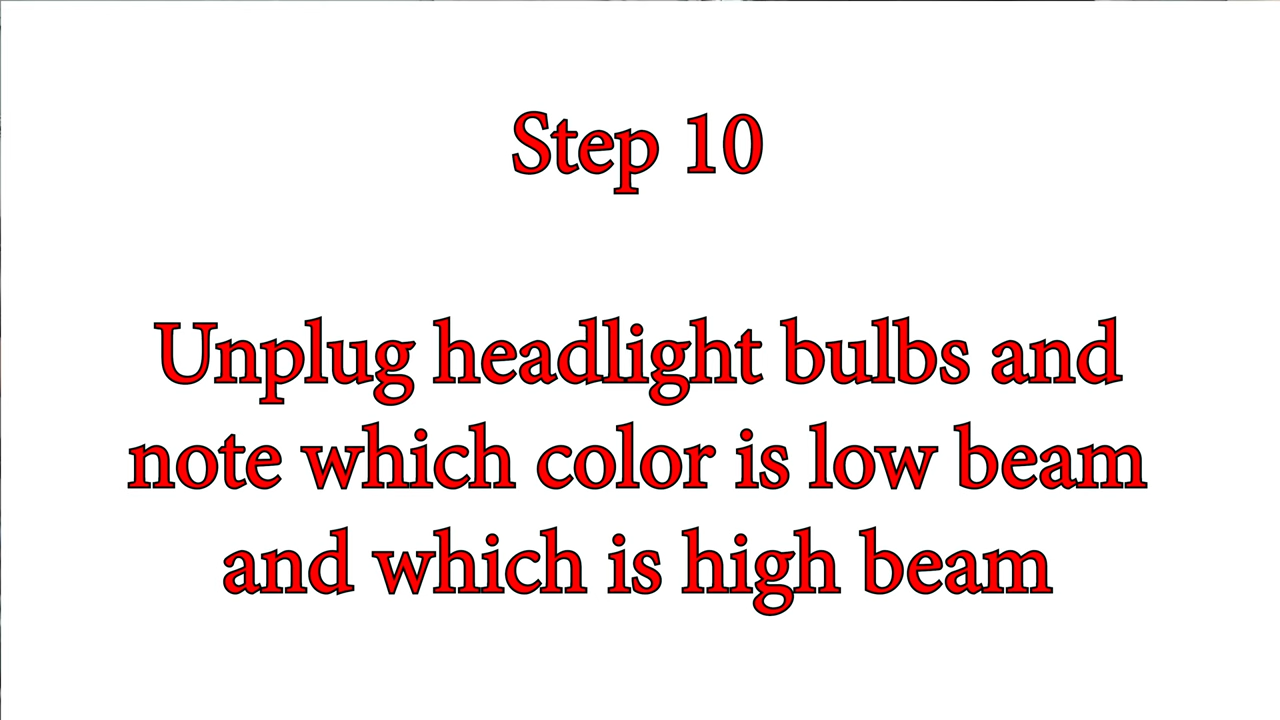 Step 10
Unplug headlight bulbs and
note which color is low beam
and which is high beam